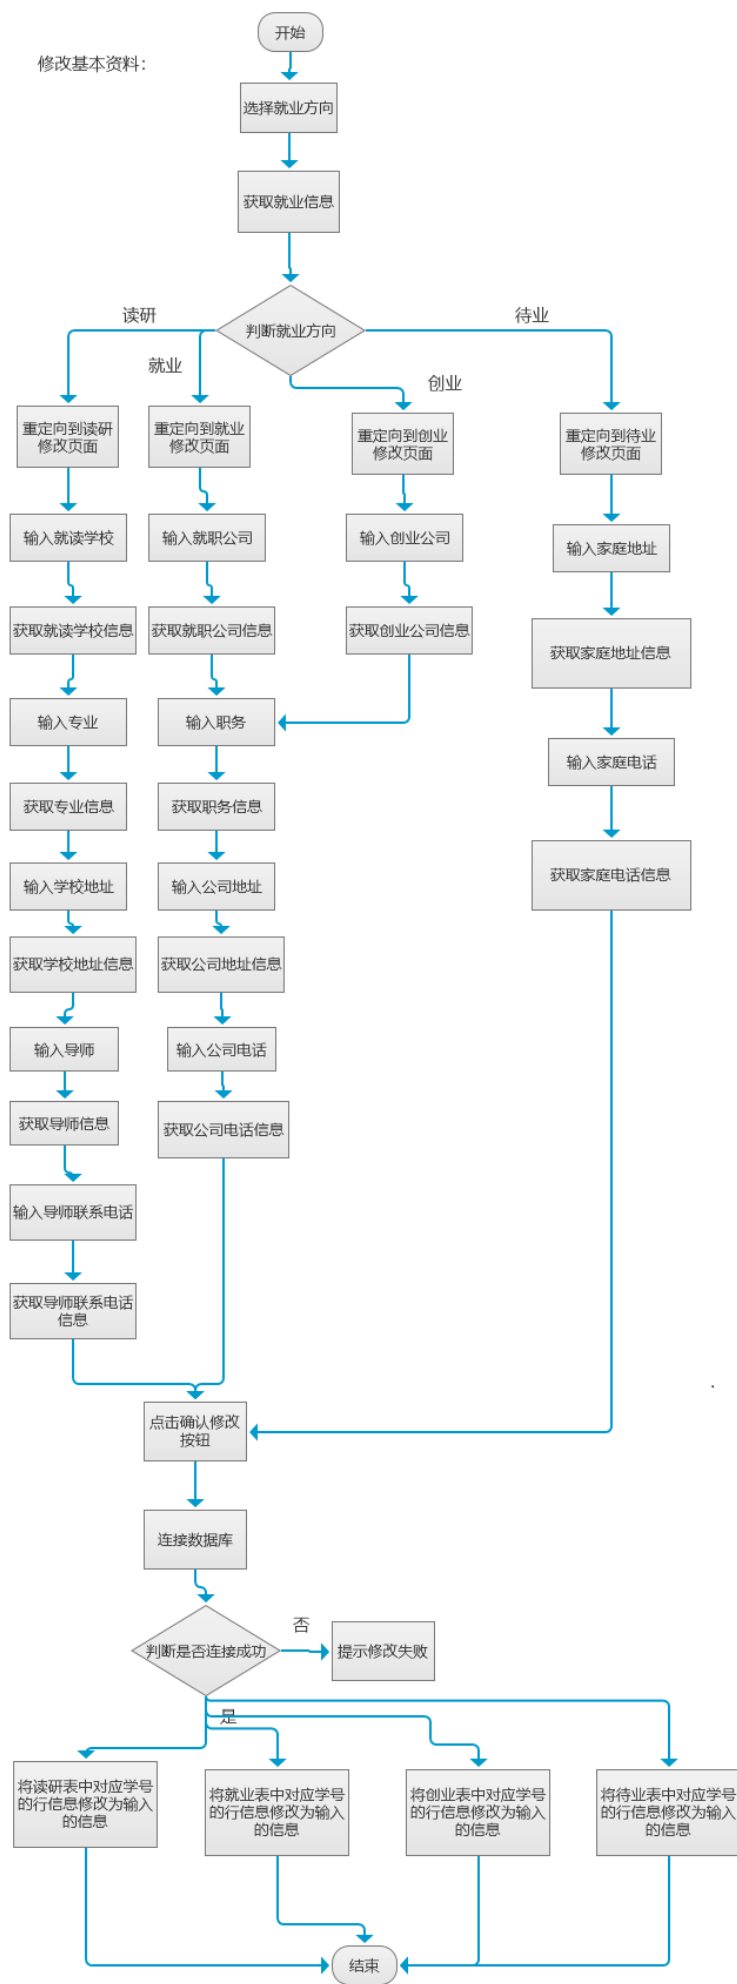 开始
修改基本资料:
选择就业方向
获取就业信息
判断就业方向
读研
待业
就业
创业
重定向到读研
修改页面
重定向到就业
修改页面
重定向到创业
修改页面
重定向到待业
修改页面
输入就读学校
输入就职公司
输入创业公司
输入家庭地址
获取就读学校信息
获取就职公司信息
获取创业公司信息
获取家庭地址信息
输入专业
输入职务
输入家庭电话
获取专业信息
获取职务信息
获取家庭电话信息
输入学校地址
输入公司地址
获取学校地址信息
获取公司地址信息
输入导师
输入公司电话
获取导师信息
获取公司电话信息
输入导师联系电话
获取导师联系电话
信息
点击确认修改
按钮
连接数据库
判断是否连接成功
否
提示修改失败
是
将读研表中对应学号
的行信息修改为输入
的信息
将就业表中对应学号
的行信息修改为输入
的信息
将创业表中对应学号
的行信息修改为输入
的信息
将待业表中对应学号
的行信息修改为输入
的信息
结束